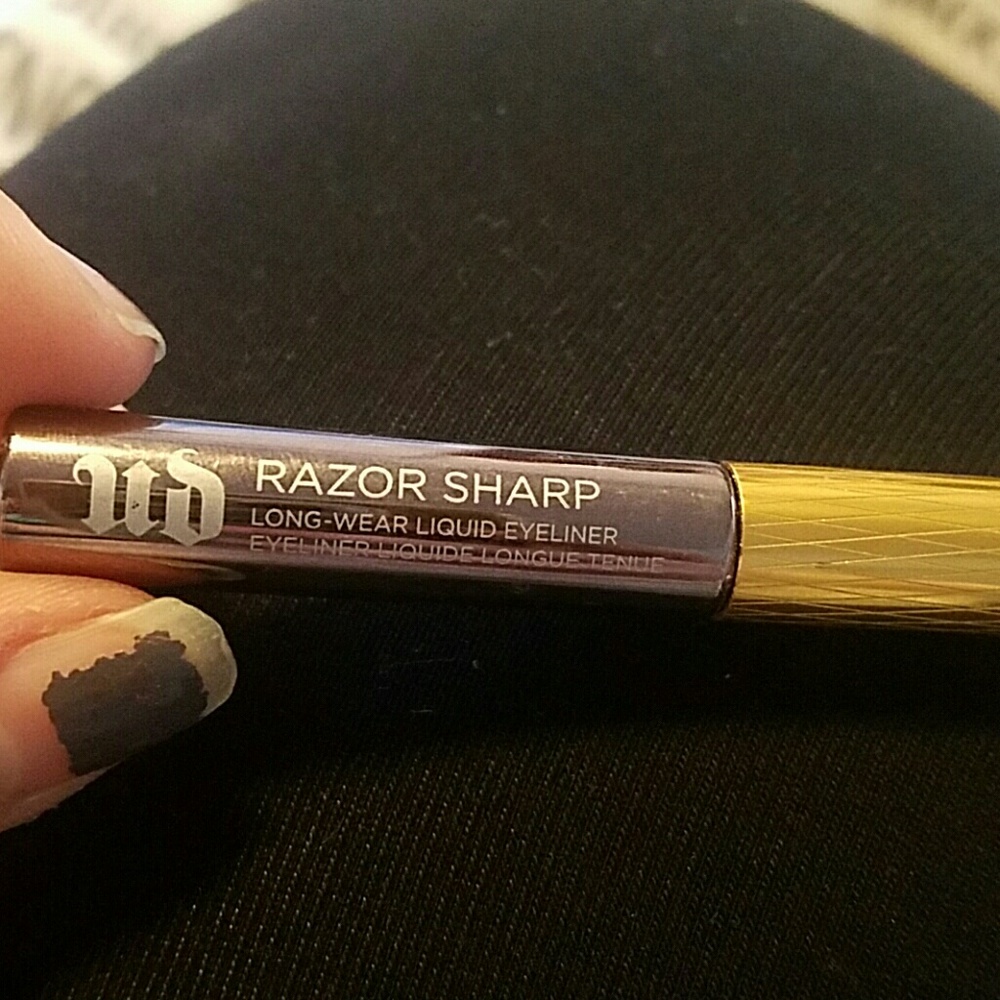 UD
RAZOR SHARP
LONG-WEAR LIQUID EYELINER
EYELINER LIQUIDE LONGUE TENUE